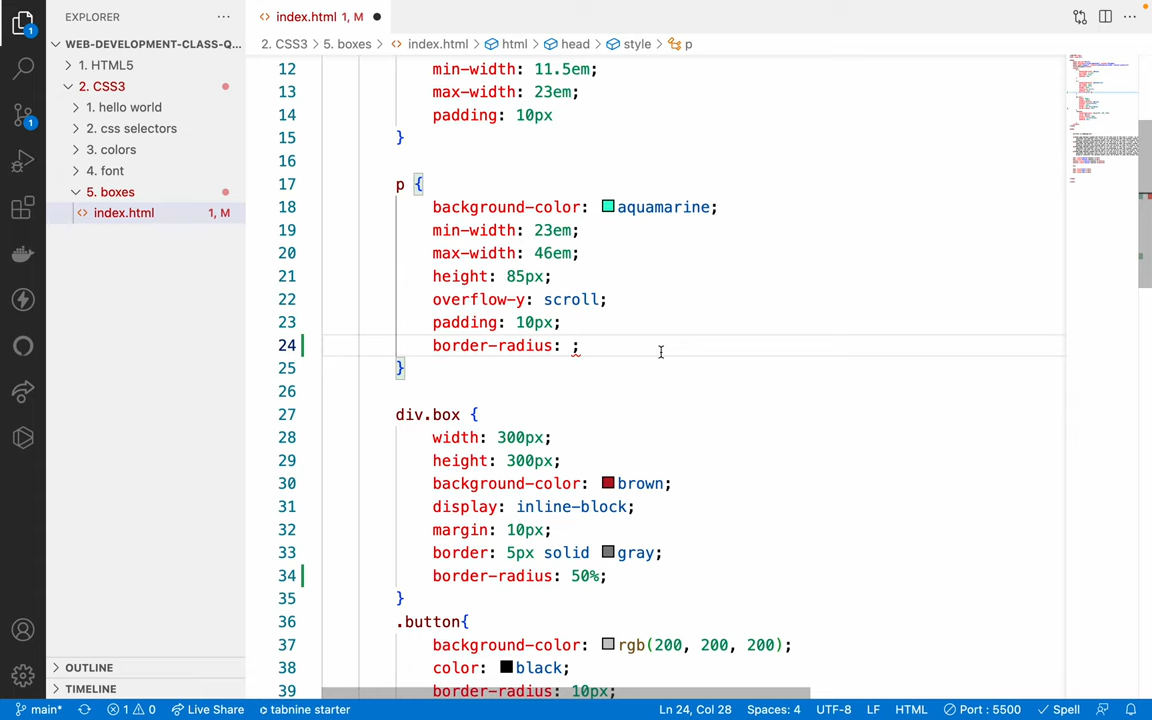 EXPLORER
···
<> index.html 1, M ●
WEB-DEVELOPMENT-CLASS-Q...
2. CSS3 > 5. boxes > <> index.html > html > head > style > p
> 1. HTML5
2. CSS3
> 1. hello world
> 2. css selectors
> 3. colors
> 4. font
5. boxes
<> index.html 1, M
12 min-width: 11.5em;
13 max-width: 23em;
14 padding: 10px
15 }
16
17 p {
18 background-color: aquamarine;
19 min-width: 23em;
20 max-width: 46em;
21 height: 85px;
22 overflow-y: scroll;
23 padding: 10px;
24 border-radius: ;
25 }
26
27 div.box {
28 width: 300px;
29 height: 300px;
30 background-color: brown;
31 display: inline-block;
32 margin: 10px;
33 border: 5px solid gray;
34 border-radius: 50%;
35 }
36 .button{
37 background-color: rgb(200, 200, 200);
38 color: black;
39 border-radius: 10px;
> OUTLINE
> TIMELINE
1
1
main* 1 0 Live Share tabnine starter Ln 24, Col 28 Spaces: 4 UTF-8 LF HTML Port : 5500 Spell